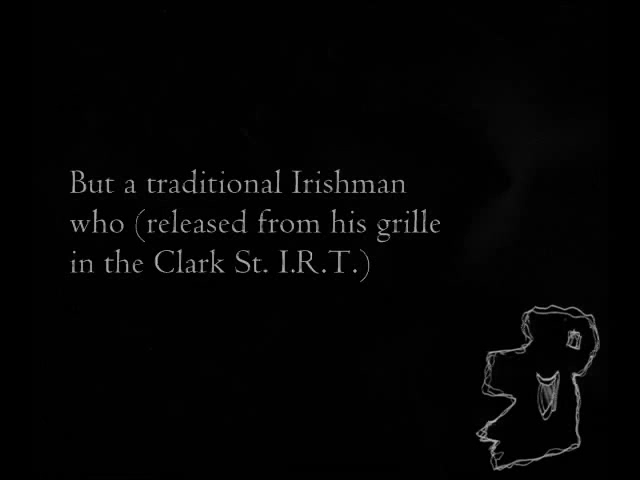 But a traditional Irishman
who (released from his grille
in the Clark St. I.R.T.)